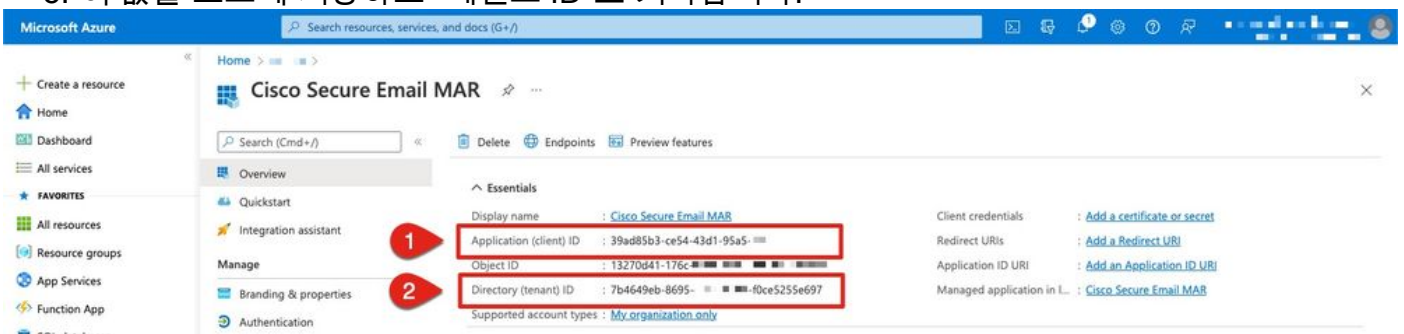 Microsoft Azure
Search resources, services, and docs (G+/)
Create a resource
Home
Dashboard
All services
FAVORITES
All resources
Resource groups
App Services
Function App
Home >
Cisco Secure Email MAR
Search (Cmd+/)
Overview
Quickstart
Integration assistant
Manage
Branding & properties
Authentication
Delete
Endpoints
Preview features
Essentials
Display name : Cisco Secure Email MAR
1 Application (client) ID : 39ad85b3-ce54-43d1-95a5-
Object ID : 13270d41-176c-
2 Directory (tenant) ID : 7b4649eb-8695- -f0ce5255e697
Supported account types : My organization only
Client credentials : Add a certificate or secret
Redirect URIs : Add a Redirect URI
Application ID URI : Add an Application ID URI
Managed application in l... : Cisco Secure Email MAR